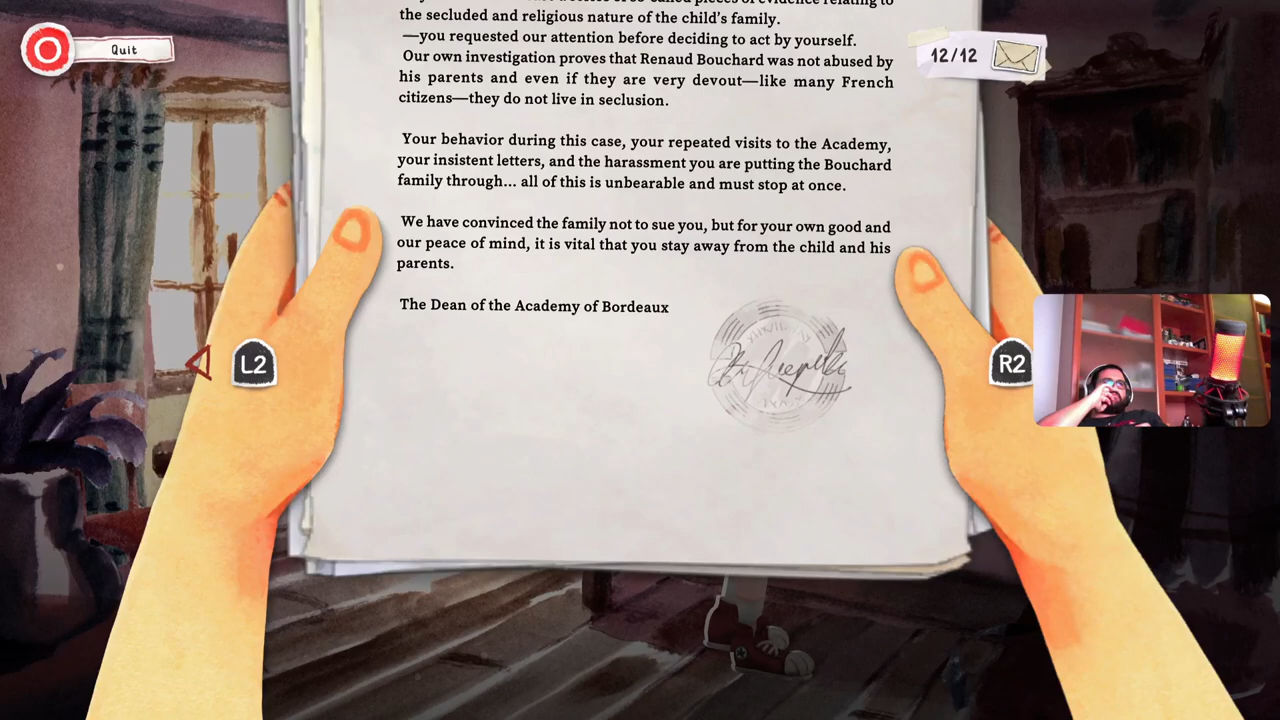 Quit
12/12
the secluded and religious nature of the child's family.
—you requested our attention before deciding to act by yourself.
Our own investigation proves that Renaud Bouchard was not abused by
his parents and even if they are very devout—like many French
citizens—they do not live in seclusion.
Your behavior during this case, your repeated visits to the Academy,
your insistent letters, and the harassment you are putting the Bouchard
family through... all of this is unbearable and must stop at once.
We have convinced the family not to sue you, but for your own good and
our peace of mind, it is vital that you stay away from the child and his
parents.
The Dean of the Academy of Bordeaux
L2
R2